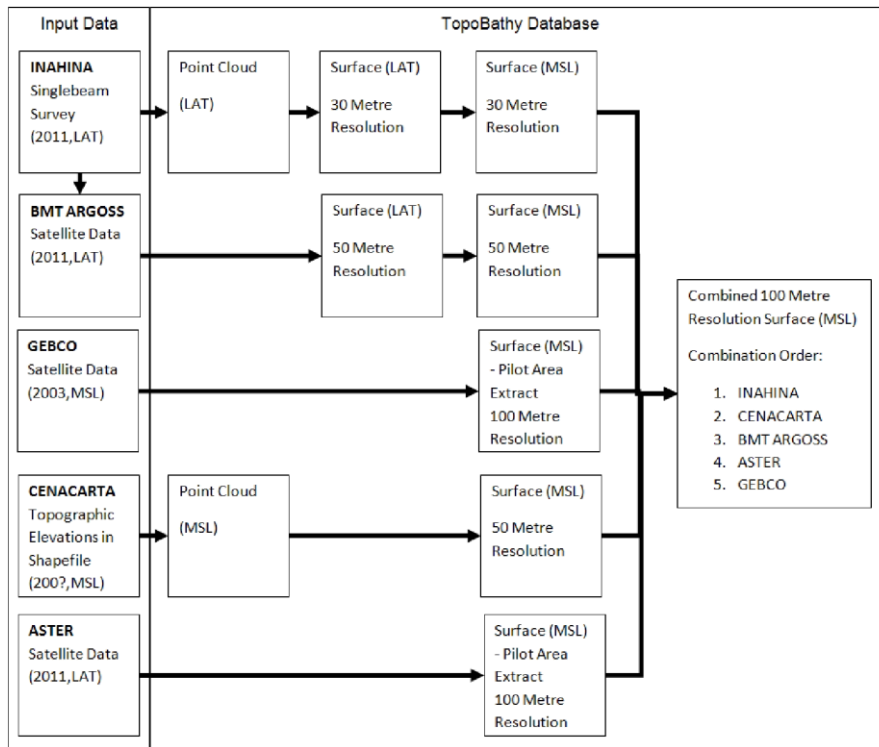 Input Data
TopoBathy Database
INAHINA
Singlebeam
Survey
(2011,LAT)
Point Cloud
(LAT)
Surface (LAT)
30 Metre
Resolution
Surface (MSL)
30 Metre
Resolution
BMT ARGOSS
Satellite Data
(2011,LAT)
Surface (LAT)
50 Metre
Resolution
Surface (MSL)
50 Metre
Resolution
GEBCO
Satellite Data
(2003,MSL)
Surface (MSL)
- Pilot Area
Extract
100 Metre
Resolution
CENACARTA
Topographic
Elevations in
Shapefile
(200?,MSL)
Point Cloud
(MSL)
Surface (MSL)
50 Metre
Resolution
ASTER
Satellite Data
(2011,LAT)
Surface (MSL)
- Pilot Area
Extract
100 Metre
Resolution
Combined 100 Metre
Resolution Surface (MSL)
Combination Order:
1. INAHINA
2. CENACARTA
3. BMT ARGOSS
4. ASTER
5. GEBCO